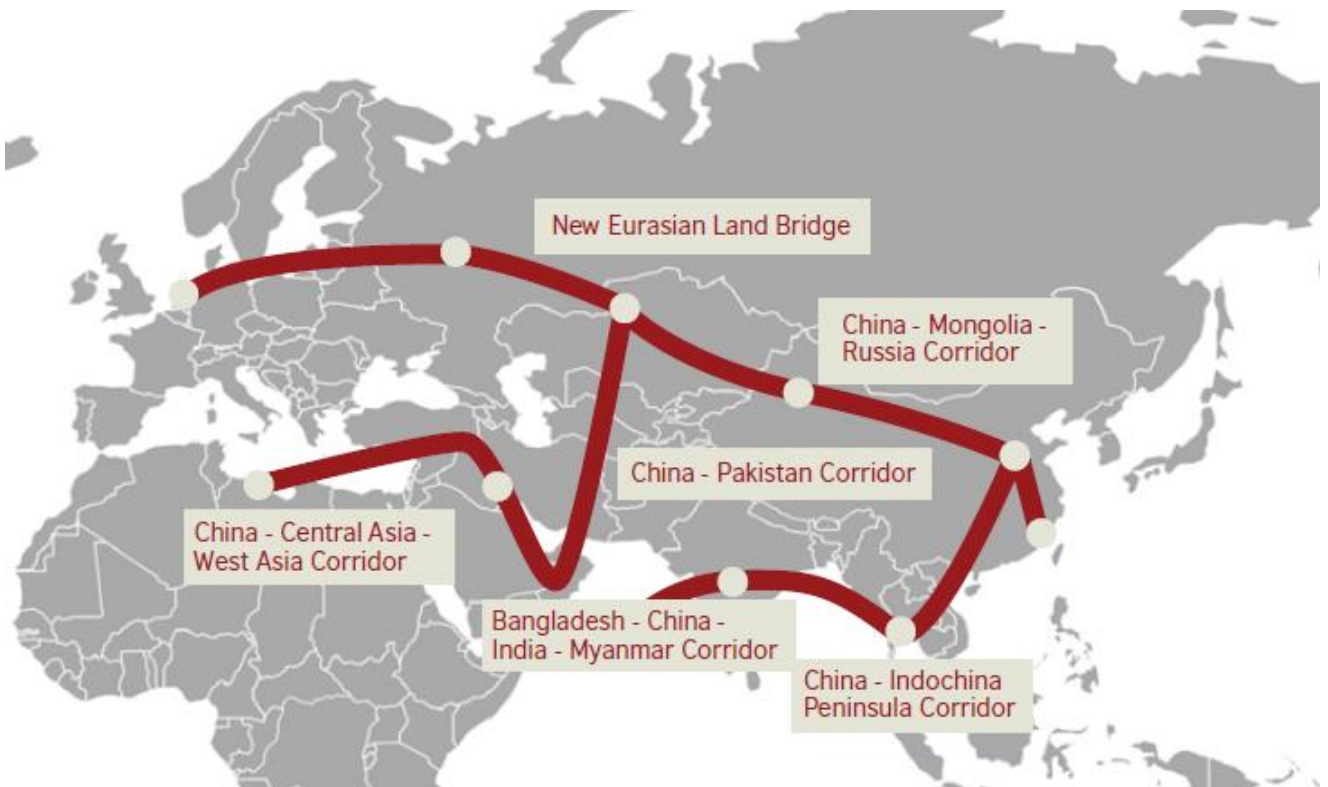 New Eurasian Land Bridge
China - Mongolia -
Russia Corridor
China - Pakistan Corridor
China - Central Asia -
West Asia Corridor
Bangladesh - China -
India - Myanmar Corridor
China - Indochina
Peninsula Corridor